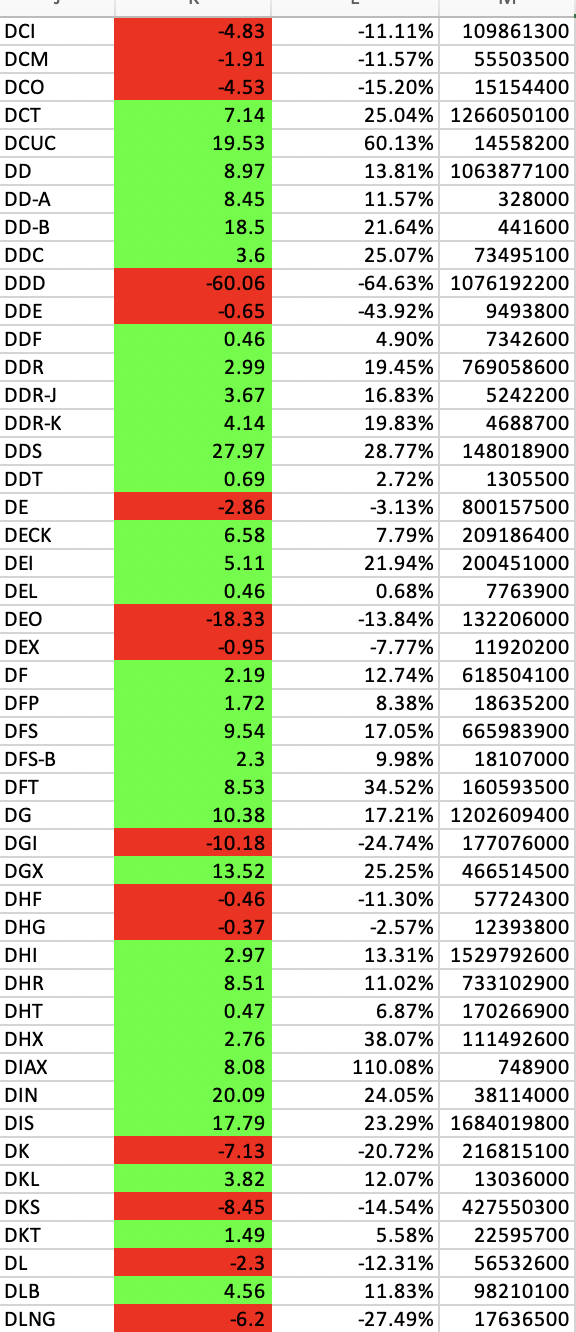 DCI -4.83 -11.11% 109861300
DCM -1.91 -11.57% 55503500
DCO -4.53 -15.20% 15154400
DCT 7.14 25.04% 1266050100
DCUC 19.53 60.13% 14558200
DD 8.97 13.81% 1063877100
DD-A 8.45 11.57% 328000
DD-B 18.5 21.64% 441600
DDC 3.6 25.07% 73495100
DDD -60.06 -64.63% 1076192200
DDE -0.65 -43.92% 9493800
DDF 0.46 4.90% 7342600
DDR 2.99 19.45% 769058600
DDR-J 3.67 16.83% 5242200
DDR-K 4.14 19.83% 4688700
DDS 27.97 28.77% 148018900
DDT 0.69 2.72% 1305500
DE -2.86 -3.13% 800157500
DECK 6.58 7.79% 209186400
DEI 5.11 21.94% 200451000
DEL 0.46 0.68% 7763900
DEO -18.33 -13.84% 132206000
DEX -0.95 -7.77% 11920200
DF 2.19 12.74% 618504100
DFP 1.72 8.38% 18635200
DFS 9.54 17.05% 665983900
DFS-B 2.3 9.98% 18107000
DFT 8.53 34.52% 160593500
DG 10.38 17.21% 1202609400
DGI -10.18 -24.74% 177076000
DGX 13.52 25.25% 466514500
DHF -0.46 -11.30% 57724300
DHG -0.37 -2.57% 12393800
DHI 2.97 13.31% 1529792600
DHR 8.51 11.02% 733102900
DHT 0.47 6.87% 170266900
DHX 2.76 38.07% 111492600
DIAX 8.08 110.08% 748900
DIN 20.09 24.05% 38114000
DIS 17.79 23.29% 1684019800
DK -7.13 -20.72% 216815100
DKL 3.82 12.07% 13036000
DKS -8.45 -14.54% 427550300
DKT 1.49 5.58% 22595700
DL -2.3 -12.31% 56532600
DLB 4.56 11.83% 98210100
DLNG -6.2 -27.49% 17636500